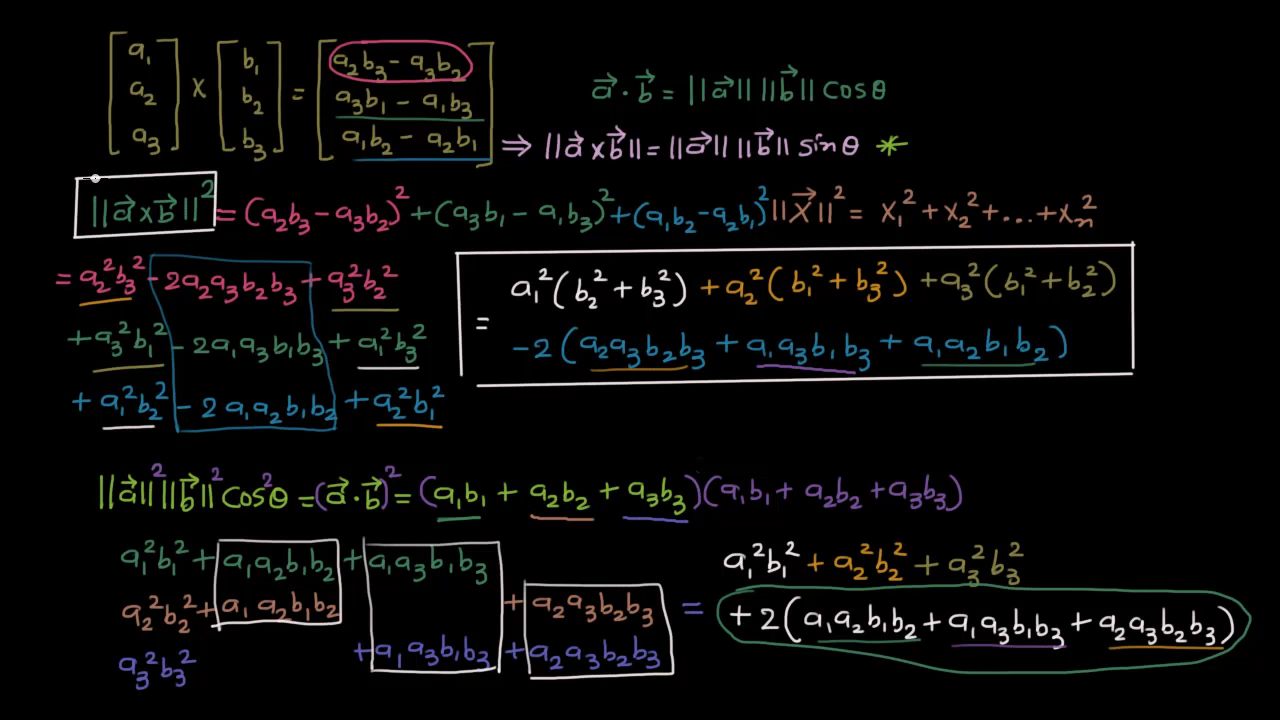 [a₁ a₂ a₃] × [b₁ b₂ b₃] = [a₂b₃ − a₃b₂
a₃b₁ − a₁b₃
a₁b₂ − a₂b₁]
a⃗ · b⃗ = ||a⃗|| ||b⃗|| cosθ
⇒ ||a⃗ × b⃗|| = ||a⃗|| ||b⃗|| sinθ *
||a⃗ × b⃗||² = (a₂b₃ − a₃b₂)² + (a₃b₁ − a₁b₃)² + (a₁b₂ − a₂b₁)²
||x⃗||² = x₁² + x₂² + ... + xₙ²
= a₂²b₃² − 2a₂a₃b₂b₃ + a₃²b₂²
+ a₃²b₁² − 2a₁a₃b₁b₃ + a₁²b₃²
+ a₁²b₂² − 2a₁a₂b₁b₂ + a₂²b₁²
= a₁²(b₂² + b₃²) + a₂²(b₁² + b₃²) + a₃²(b₁² + b₂²)
−2(a₂a₃b₂b₃ + a₁a₃b₁b₃ + a₁a₂b₁b₂)
||a⃗||² ||b⃗||² cos²θ = (a⃗ · b⃗)² = (a₁b₁ + a₂b₂ + a₃b₃)(a₁b₁ + a₂b₂ + a₃b₃)
a₁²b₁² + a₁a₂b₁b₂ + a₁a₃b₁b₃
a₂²b₂² + a₁a₂b₁b₂ + a₂a₃b₂b₃
a₃²b₃² + a₁a₃b₁b₃ + a₂a₃b₂b₃
= a₁²b₁² + a₂²b₂² + a₃²b₃²
+ 2(a₁a₂b₁b₂ + a₁a₃b₁b₃ + a₂a₃b₂b₃)